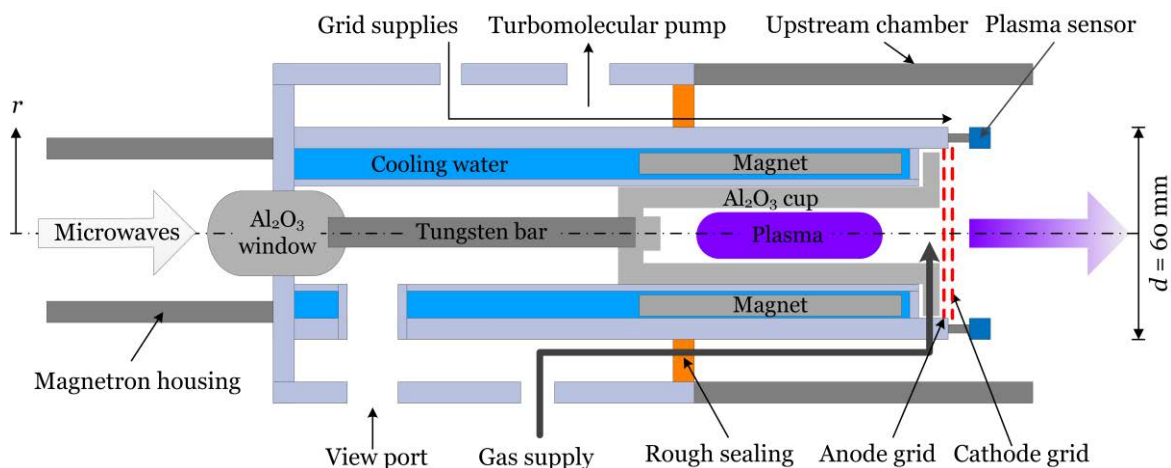 Grid supplies
Turbomolecular pump
Upstream chamber
Plasma sensor
r
Cooling water
Magnet
Al₂O₃ cup
Microwaves
Al₂O₃
window
Tungsten bar
Plasma
d = 60 mm
Magnet
Magnetron housing
View port
Gas supply
Rough sealing
Anode grid
Cathode grid